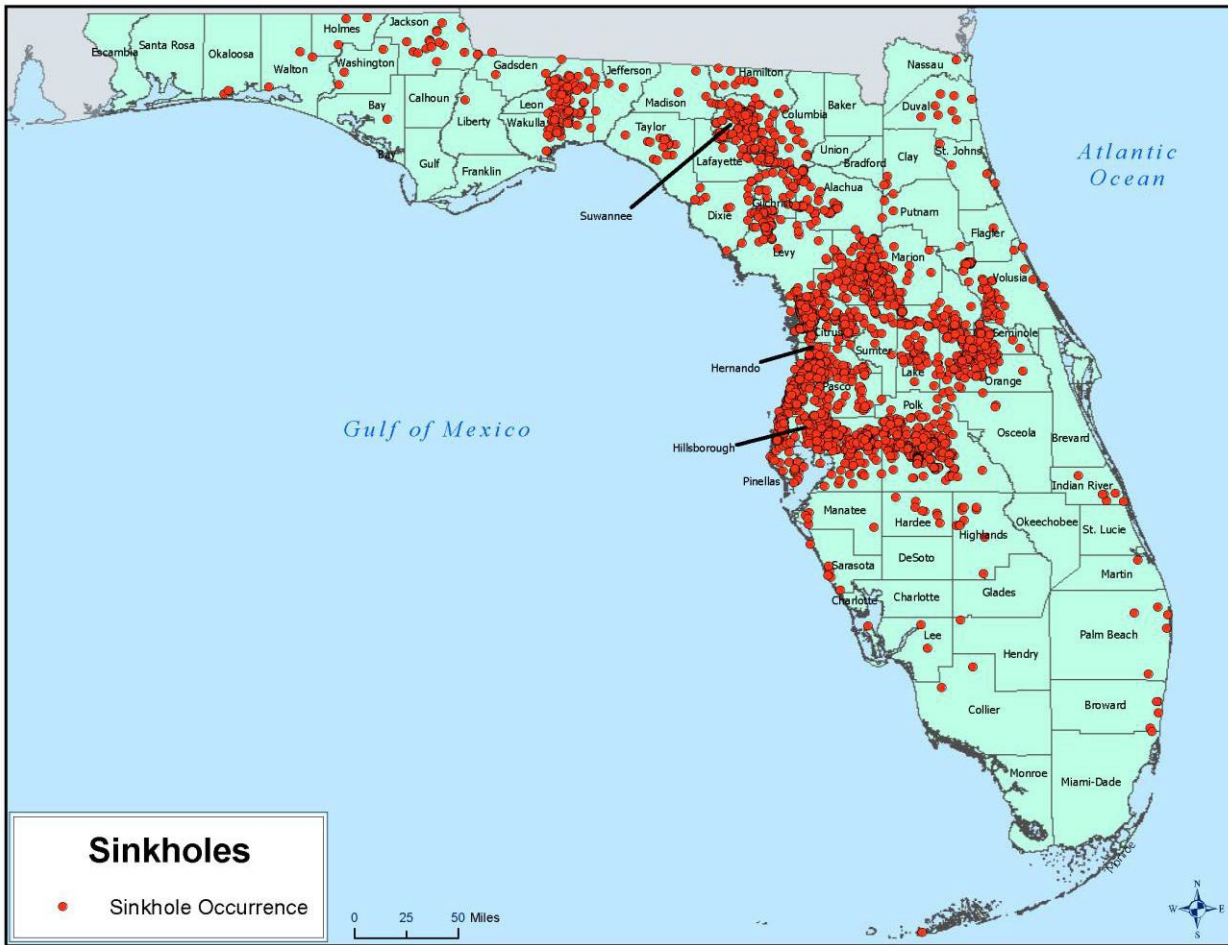 Holmes
Jackson
Escambia
Santa Rosa
Okaloosa
Walton
Washington
Gadsden
Jefferson
Hamilton
Nassau
Bay
Calhoun
Leon
Madison
Columbia
Baker
Duval
Liberty
Wakulla
Taylor
Lafayette
Union
Bradford
Clay
St. Johns
Bay
Gulf
Franklin
Alachua
Suwannee
Dixie
Gilchrist
Putnam
Atlantic
Ocean
Levy
Marion
Flagler
Volusia
Citrus
Seminole
Hernando
Sumter
Lake
Orange
Pasco
Polk
Gulf of Mexico
Osceola
Brevard
Hillsborough
Pinellas
Indian River
Manatee
Hardee
Highlands
Okeechobee
St. Lucie
DeSoto
Sarasota
Martin
Charlotte
Charlotte
Glades
Lee
Hendry
Palm Beach
Collier
Broward
Monroe
Miami-Dade
Monroe
Sinkholes
Sinkhole Occurrence
0 25 50 Miles
N
W E
S